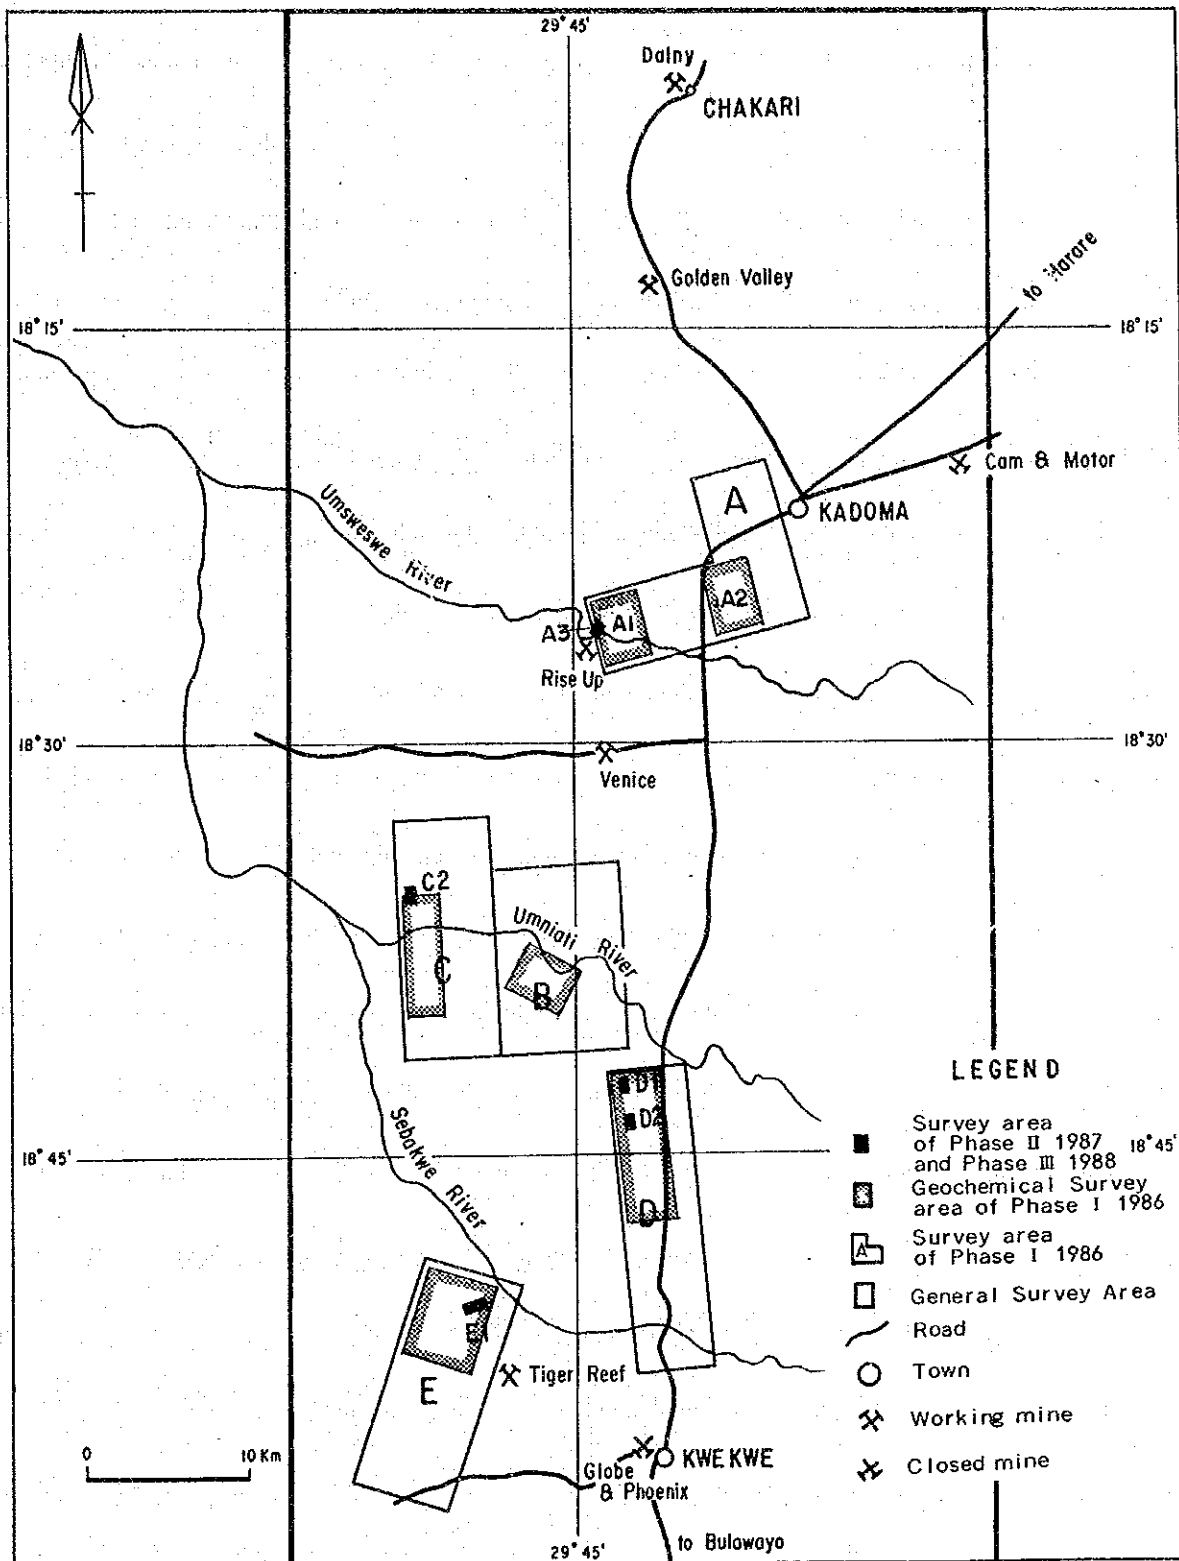 29° 45'
Dalny
CHAKARI
Golden Valley
to Harare
18° 15'
18° 15'
Cam & Motor
A
KADOMA
Umsweswe River
A2
A1
A3
Rise Up
18° 30'
18° 30'
Venice
C2
Umniati River
C
B
LEGEND
D1
D2
Survey area
of Phase II 1987
and Phase III 1988
18° 45'
18° 45'
Sebakwe River
Geochemical Survey
area of Phase I 1986
D
A
Survey area
of Phase I 1986
General Survey Area
Road
E
Tiger Reef
Town
Working mine
0 10 Km
KWEKWE
Closed mine
Globe
& Phoenix
to Bulawayo
29° 45'